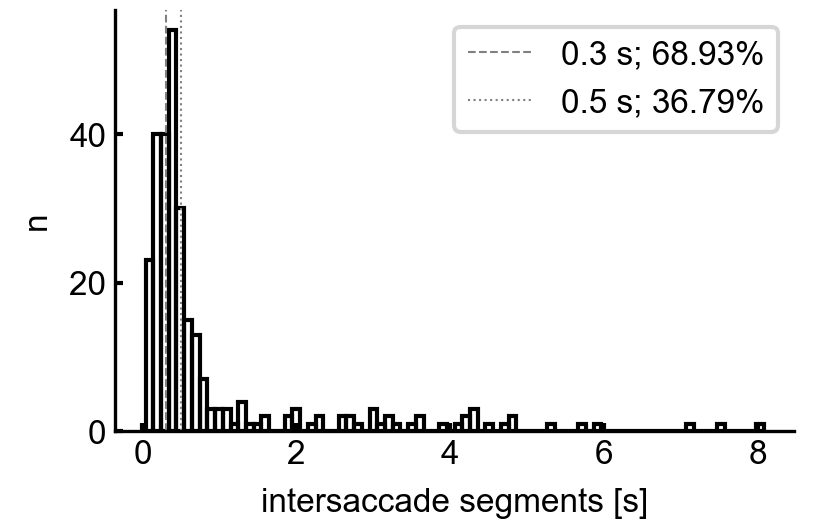 0.3 s; 68.93%
0.5 s; 36.79%
40
20
0
n
0 2 4 6 8
intersaccade segments [s]